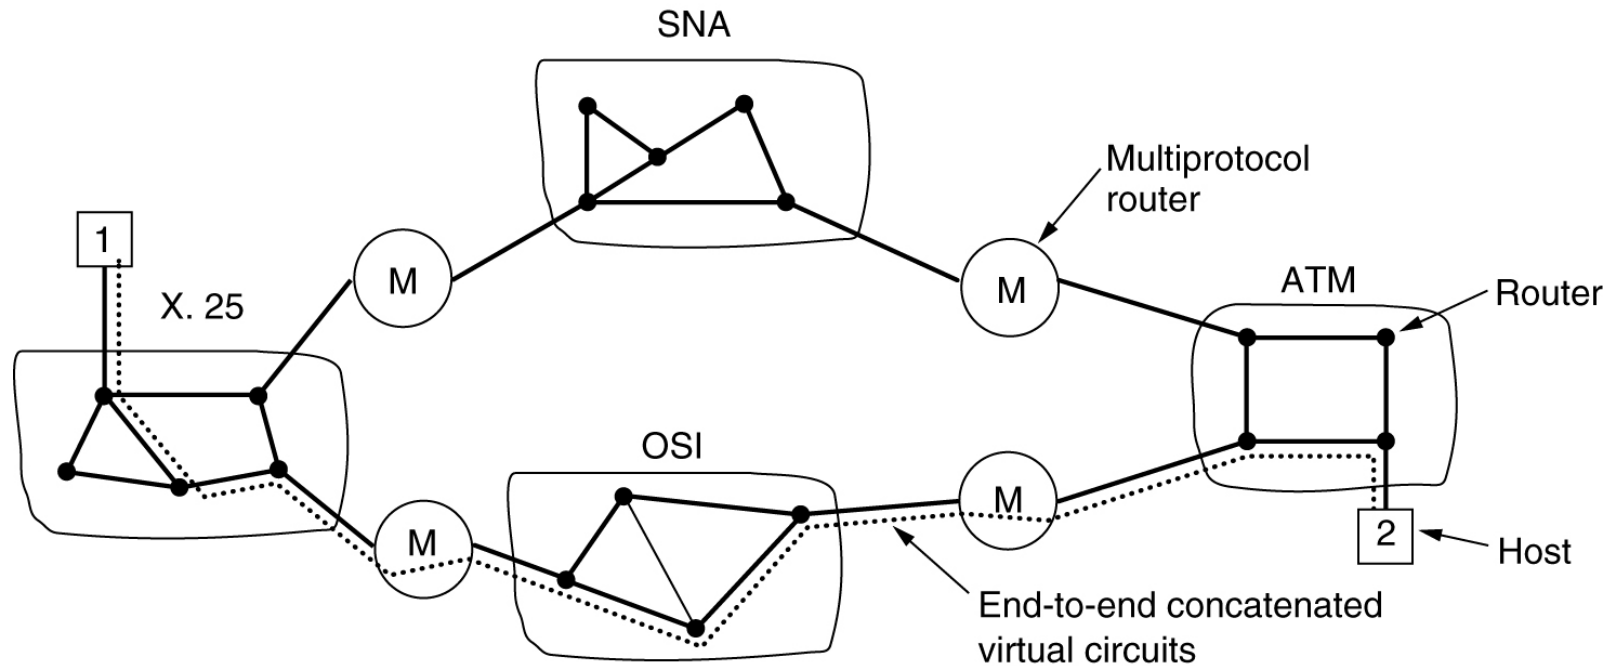 SNA
Multiprotocol
router
1
X. 25
M
M
ATM
Router
OSI
M
M
2
Host
End-to-end concatenated
virtual circuits